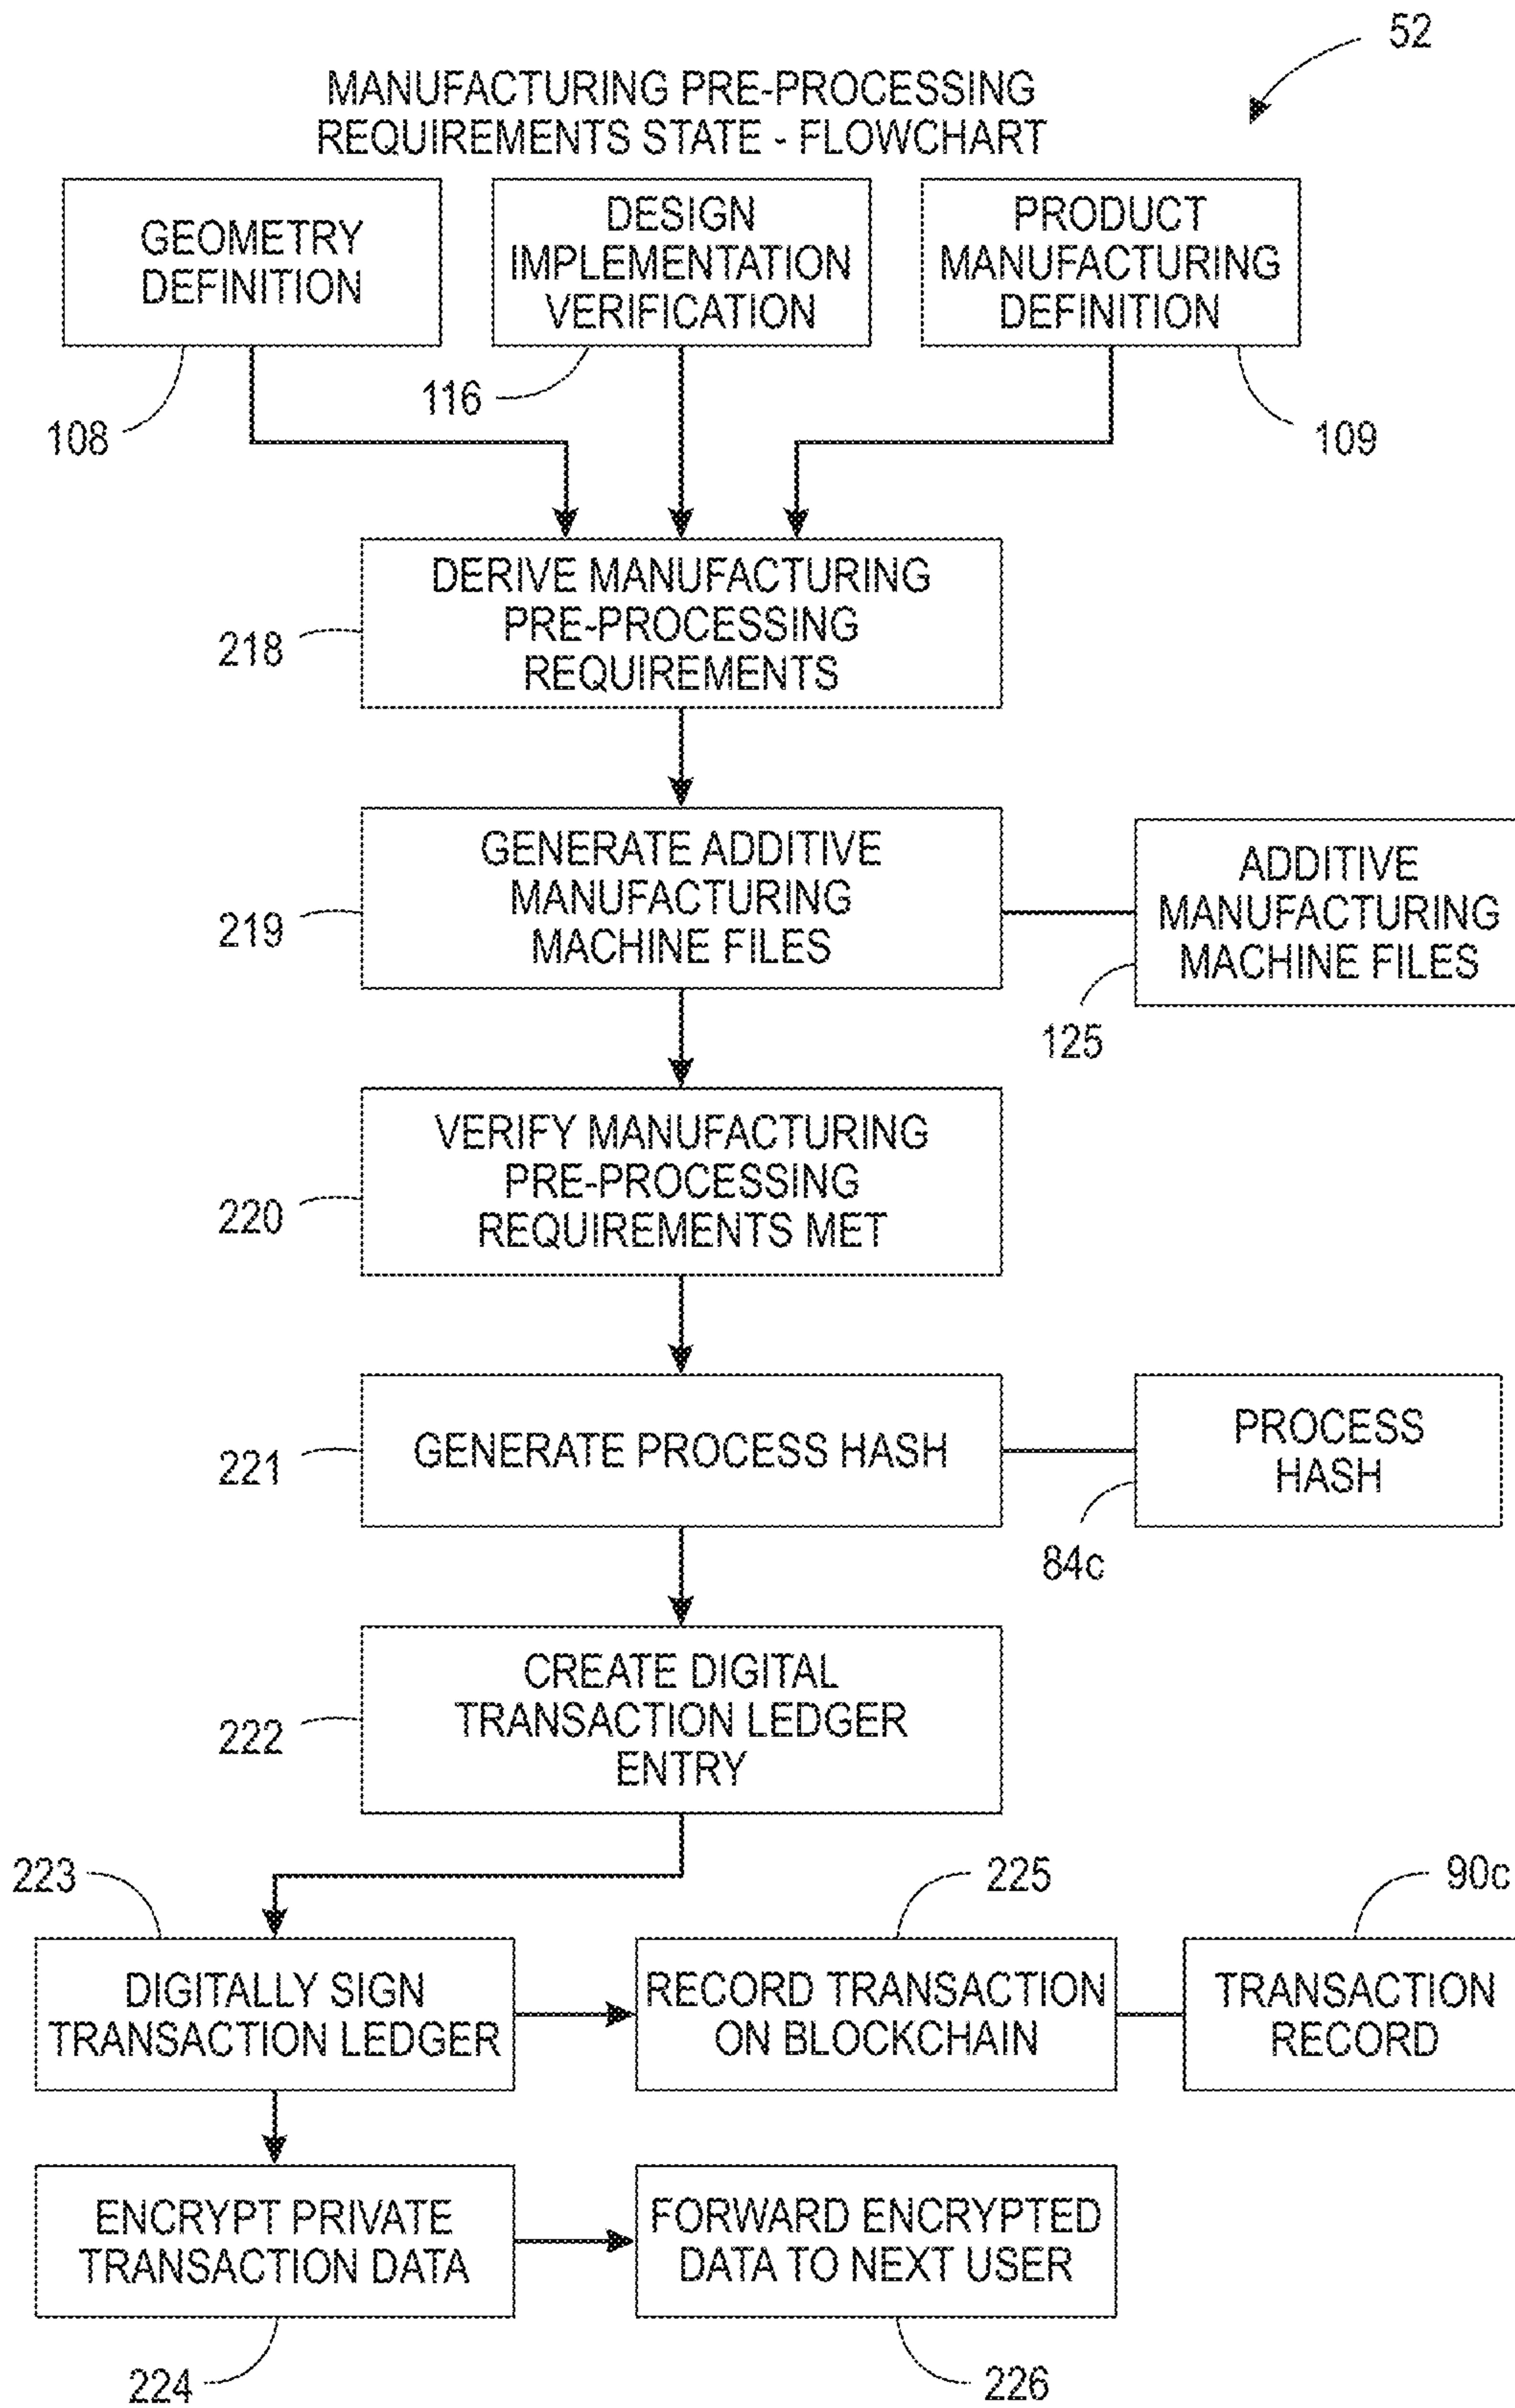 52
MANUFACTURING PRE-PROCESSING
REQUIREMENTS STATE - FLOWCHART
GEOMETRY
DEFINITION
DESIGN
IMPLEMENTATION
VERIFICATION
PRODUCT
MANUFACTURING
DEFINITION
108
116
109
DERIVE MANUFACTURING
PRE-PROCESSING
REQUIREMENTS
218
GENERATE ADDITIVE
MANUFACTURING
MACHINE FILES
219
ADDITIVE
MANUFACTURING
MACHINE FILES
125
VERIFY MANUFACTURING
PRE-PROCESSING
REQUIREMENTS MET
220
GENERATE PROCESS HASH
221
PROCESS
HASH
84c
CREATE DIGITAL
TRANSACTION LEDGER
ENTRY
222
223
225
90c
DIGITALLY SIGN
TRANSACTION LEDGER
RECORD TRANSACTION
ON BLOCKCHAIN
TRANSACTION
RECORD
ENCRYPT PRIVATE
TRANSACTION DATA
FORWARD ENCRYPTED
DATA TO NEXT USER
224
226